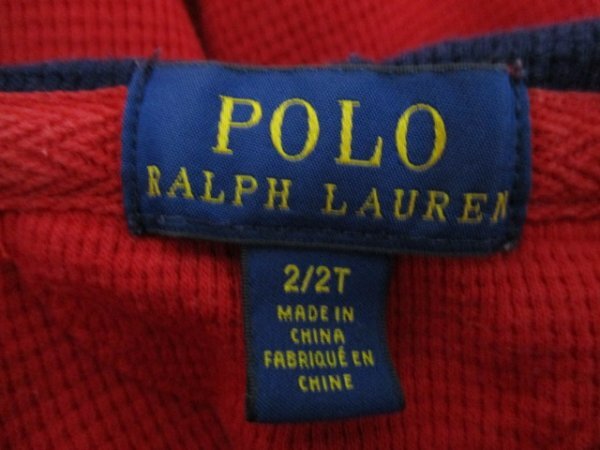 POLO
RALPH LAUREN
2/2T
MADE IN
CHINA
FABRIQUÉ EN
CHINE